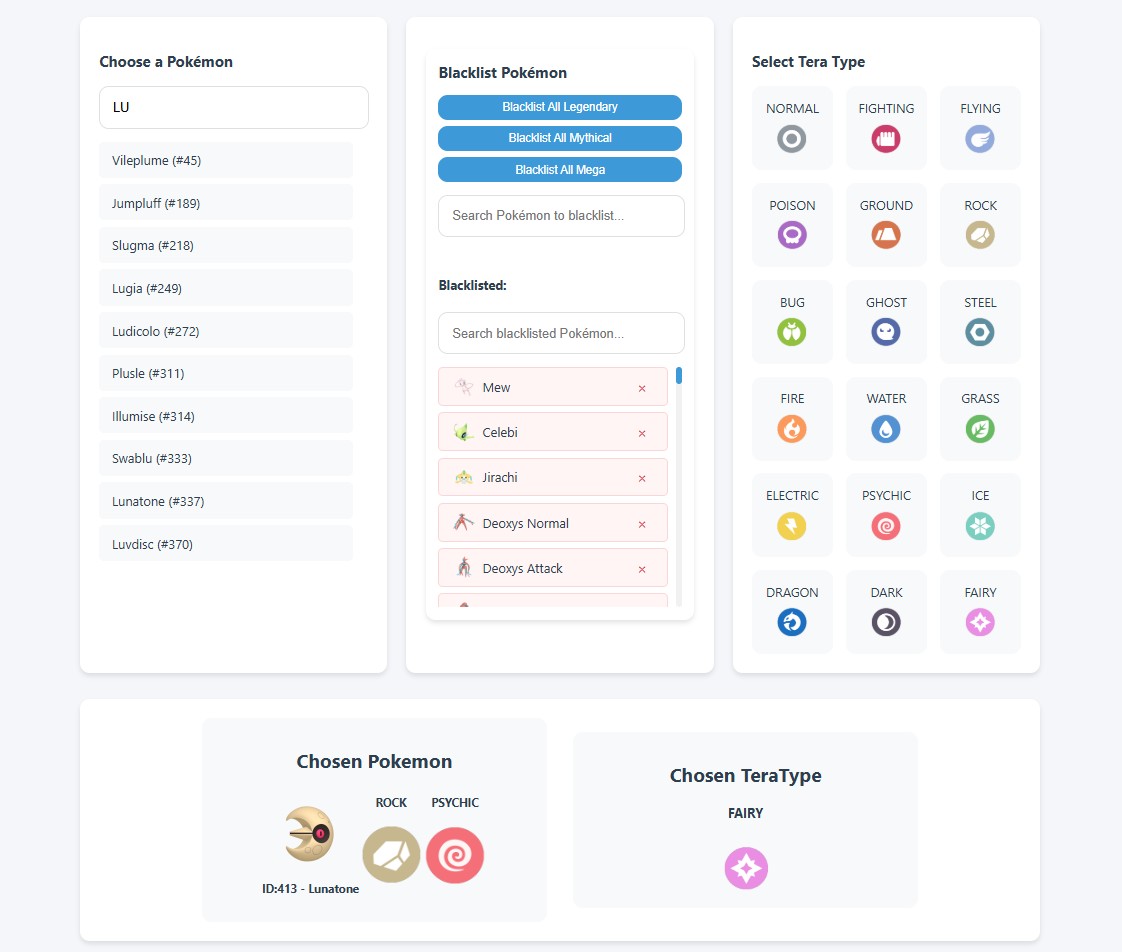 Choose a Pokémon
LU
Vileplume (#45)
Jumpluff (#189)
Slugma (#218)
Lugia (#249)
Ludicolo (#272)
Plusle (#311)
Illumise (#314)
Swablu (#333)
Lunatone (#337)
Luvdisc (#370)
Blacklist Pokémon
Blacklist All Legendary
Blacklist All Mythical
Blacklist All Mega
Search Pokémon to blacklist...
Blacklisted:
Search blacklisted Pokémon...
Mew ×
Celebi ×
Jirachi ×
Deoxys Normal ×
Deoxys Attack ×
Select Tera Type
NORMAL FIGHTING FLYING
POISON GROUND ROCK
BUG GHOST STEEL
FIRE WATER GRASS
ELECTRIC PSYCHIC ICE
DRAGON DARK FAIRY
Chosen Pokemon
ROCK PSYCHIC
ID:413 - Lunatone
Chosen TeraType
FAIRY